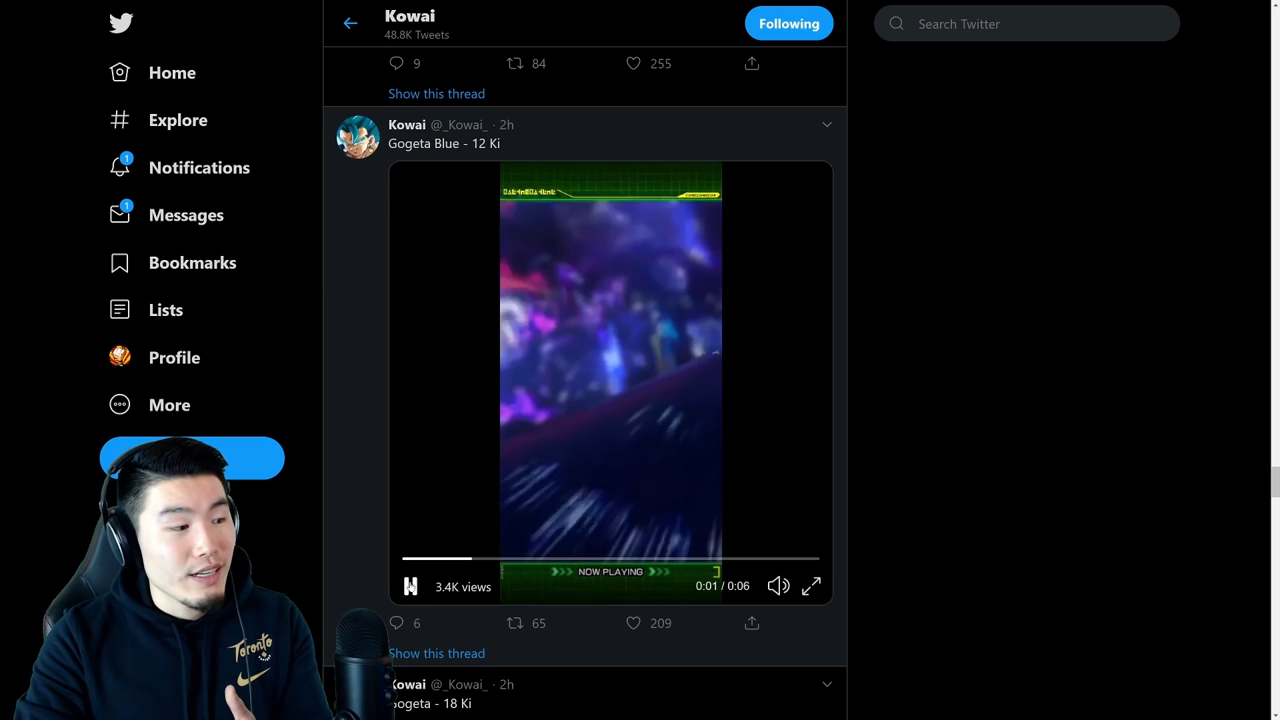 Kowai
48.8K Tweets
Following
Search Twitter
9
84
255
Show this thread
Home
Explore
Notifications
1
Messages
1
Bookmarks
Lists
Profile
More
Kowai @_Kowai_ · 2h
Gogeta Blue - 12 Ki
NOW PLAYING
3.4K views
0:01 / 0:06
6
65
209
Show this thread
Kowai @_Kowai_ · 2h
Gogeta - 18 Ki
Toronto